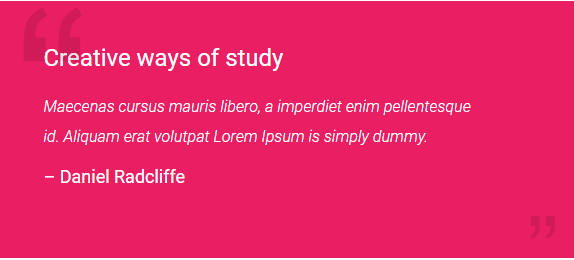 Creative ways of study
Maecenas cursus mauris libero, a imperdiet enim pellentesque
id. Aliquam erat volutpat Lorem Ipsum is simply dummy.
– Daniel Radcliffe